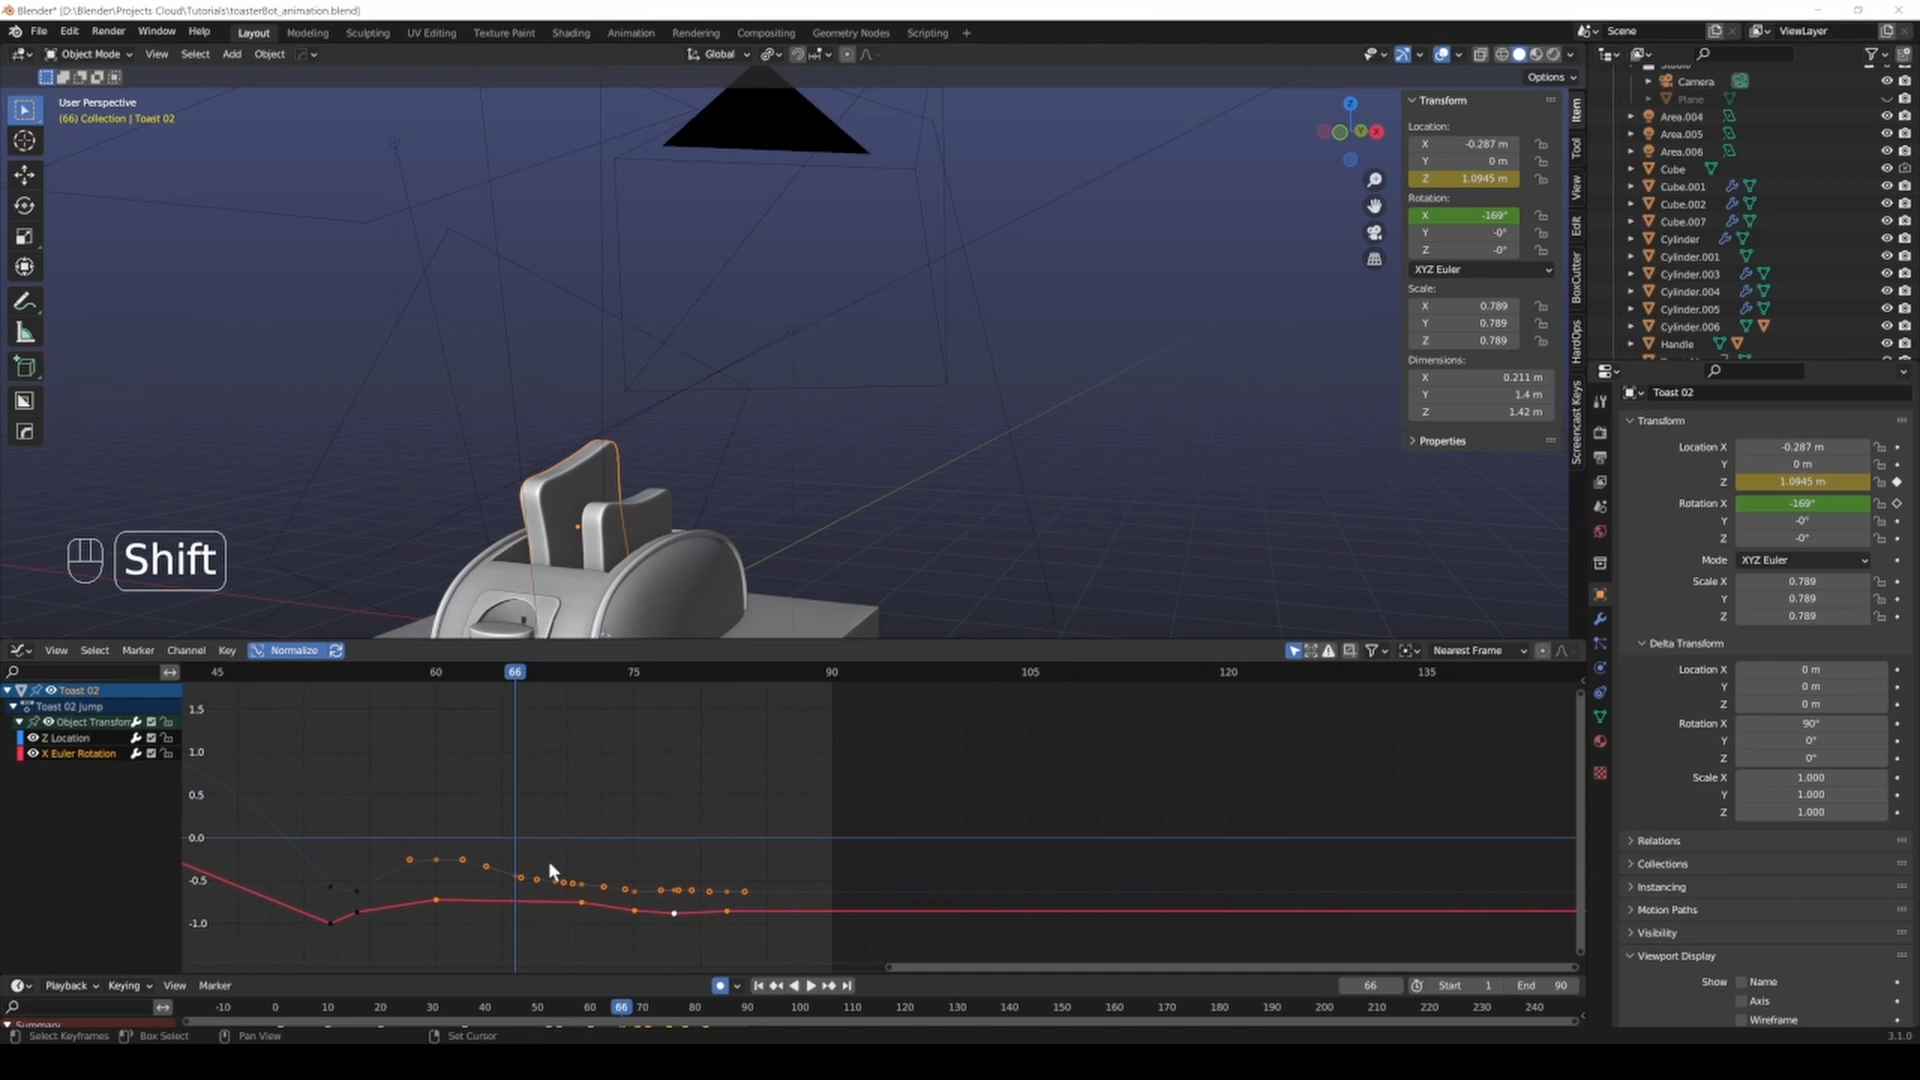 Blender* [D:\Blender\Projects Cloud\Tutorials\toasterBot_animation.blend]
File Edit Render Window Help Layout Modeling Sculpting UV Editing Texture Paint Shading Animation Rendering Compositing Geometry Nodes Scripting + Scene ViewLayer
Object Mode View Select Add Object Global
Options
User Perspective
(66) Collection | Toast 02
Z
Y
X
Transform
Location:
X -0.287 m
Y 0 m
Z 1.0945 m
Rotation:
X -169°
Y -0°
Z -0°
XYZ Euler
Scale:
X 0.789
Y 0.789
Z 0.789
Dimensions:
X 0.211 m
Y 1.4 m
Z 1.42 m
Properties
Item
Tool
View
Edit
BoxCutter
HardOps
Screencast Keys
Camera
Plane
Area.004
Area.005
Area.006
Cube
Cube.001
Cube.002
Cube.007
Cylinder
Cylinder.001
Cylinder.003
Cylinder.004
Cylinder.005
Cylinder.006
Handle
Toast 02
Transform
Location X -0.287 m
Y 0 m
Z 1.0945 m
Rotation X -169°
Y -0°
Z -0°
Mode XYZ Euler
Scale X 0.789
Y 0.789
Z 0.789
Delta Transform
Location X 0 m
Y 0 m
Z 0 m
Rotation X 90°
Y 0°
Z 0°
Scale X 1.000
Y 1.000
Z 1.000
Relations
Collections
Instancing
Motion Paths
Visibility
Viewport Display
Show Name
Axis
Wireframe
Shift
View Select Marker Channel Key Normalize Nearest Frame
45 60 66 75 90 105 120 135
Toast 02
Toast 02 Jump
Object Transform
Z Location
X Euler Rotation
1.5
1.0
0.5
0.0
-0.5
-1.0
Playback Keying View Marker 66 Start 1 End 90
-10 0 10 20 30 40 50 60 66 70 80 90 100 110 120 130 140 150 160 170 180 190 200 210 220 230 240
Summary
Select Keyframes Box Select Pan View Set Cursor 3.1.0